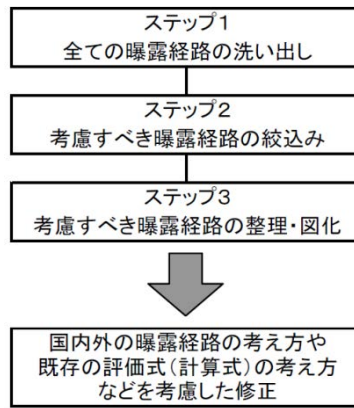 ステップ1
全ての曝露経路の洗い出し
ステップ2
考慮すべき曝露経路の絞込み
ステップ3
考慮すべき曝露経路の整理・図化
国内外の曝露経路の考え方や
既存の評価式(計算式)の考え方
などを考慮した修正